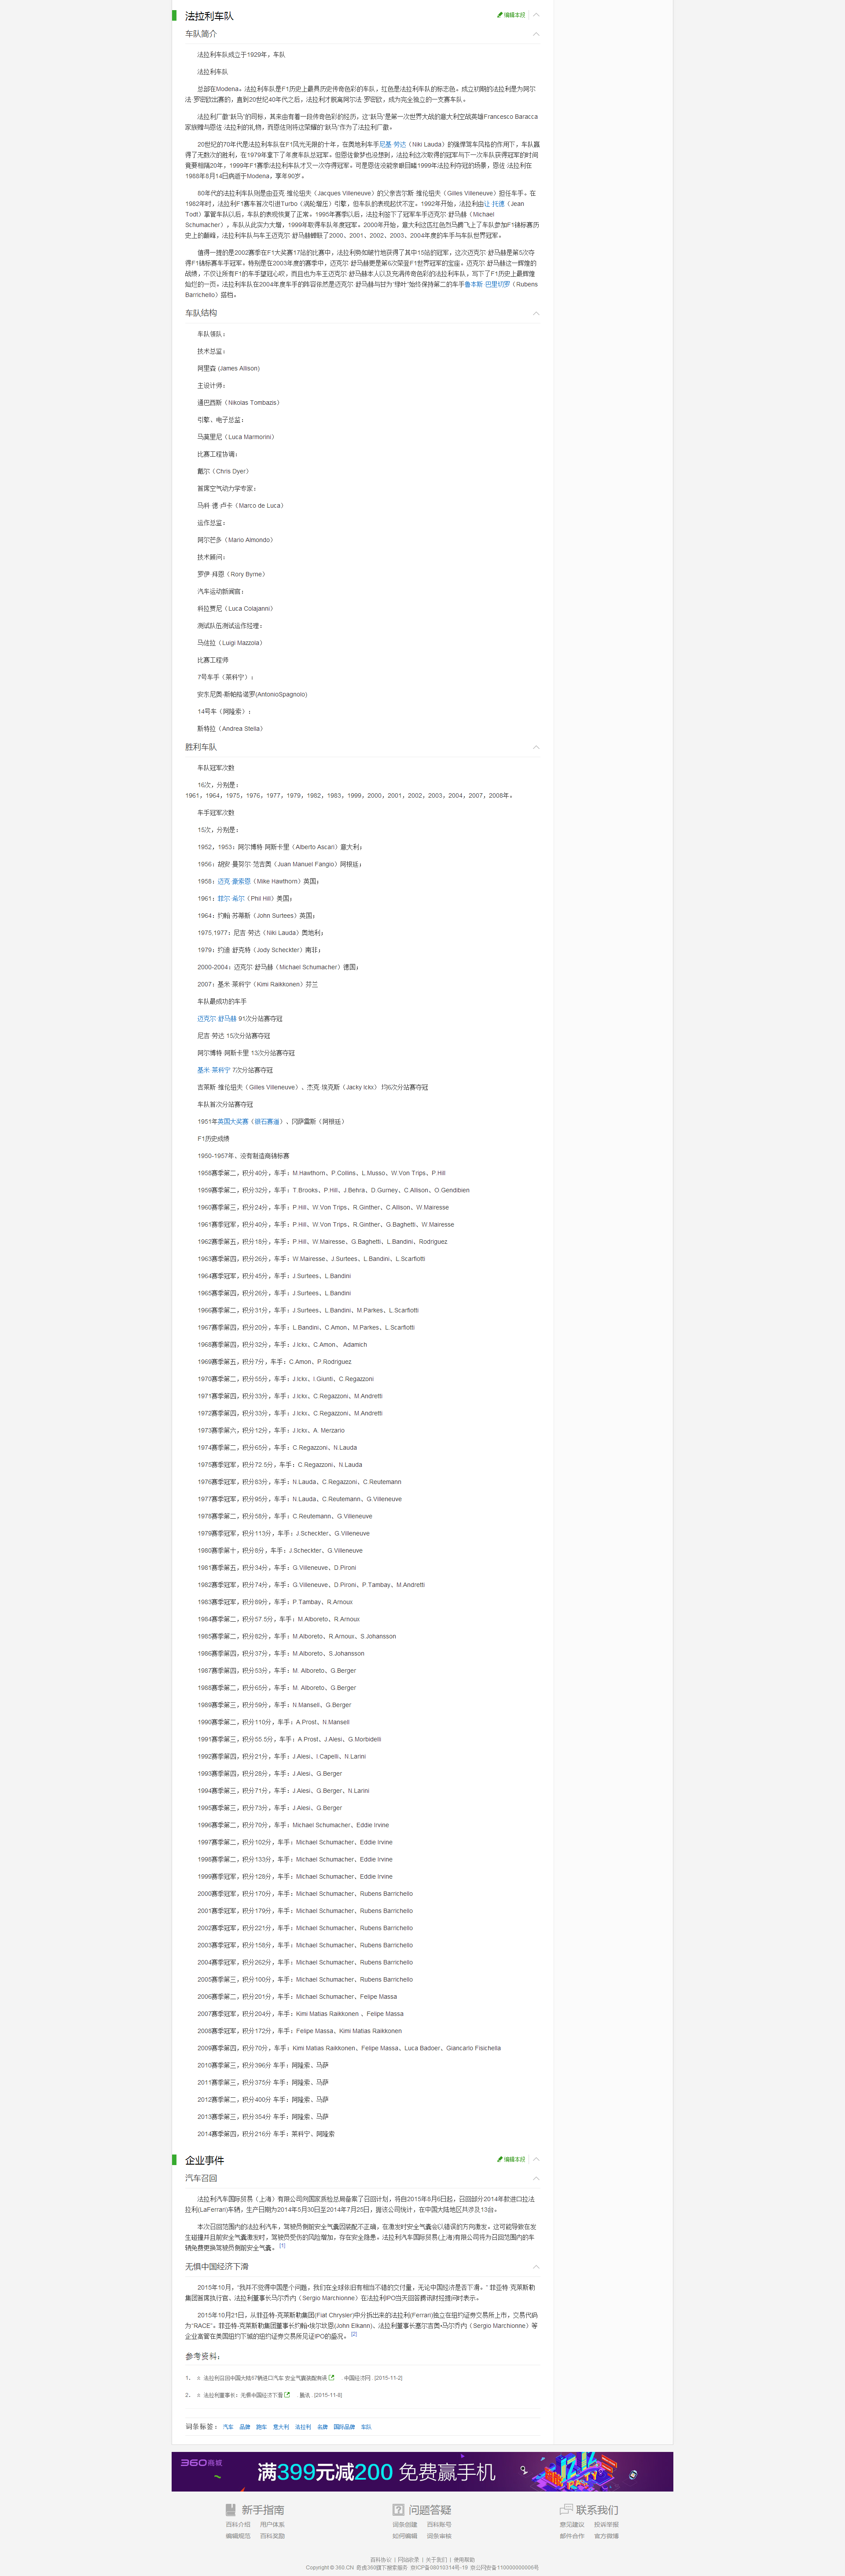 法拉利车队
编辑本段
车队简介
法拉利车队成立于1929年，车队
法拉利车队
总部在Modena。法拉利车队是F1历史上最具历史传奇色彩的车队，红色是法拉利车队的标志色。成立初期的法拉利是为阿尔
法·罗密欧出赛的，直到20世纪40年代之后，法拉利才脱离阿尔法·罗密欧，成为完全独立的一支赛车队。
法拉利厂徽“跃马”的图标，其来由有着一段传奇色彩的经历，这“跃马”是第一次世界大战的意大利空战英雄Francesco Baracca
家族赠与恩佐·法拉利的礼物，而恩佐则将这荣耀的“跃马”作为了法拉利厂徽。
20世纪的70年代是法拉利车队在F1风光无限的十年，在奥地利车手尼基·劳达（Niki Lauda）的强悍驾车风格的作用下，车队赢
得了无数次的胜利，在1979年拿下了年度车队总冠军。但恩佐做梦也没想到，法拉利这次取得的冠军与下一次车队获得冠军的时间
竟要相隔20年，1999年F1赛季法拉利车队才又一次夺得冠军。可是恩佐没能亲眼目睹1999年法拉利夺冠的场景，恩佐·法拉利在
1988年8月14日病逝于Modena，享年90岁。
80年代的法拉利车队则是由亚克·维伦纽夫（Jacques Villeneuve）的父亲吉尔斯·维伦纽夫（Gilles Villeneuve）担任车手。在
1982年时，法拉利F1赛车首次引进Turbo（涡轮增压）引擎，但车队的表现起伏不定。1992年开始，法拉利由让·托德（Jean
Todt）掌管车队以后，车队的表现恢复了正常。1995年赛季以后，法拉利签下了冠军车手迈克尔·舒马赫（Michael
Schumacher），车队从此实力大增，1999年取得车队年度冠军。2000年开始，意大利这匹红色烈马腾飞上了车队参加F1锦标赛历
史上的巅峰，法拉利车队与车王迈克尔·舒马赫蝉联了2000、2001、2002、2003、2004年度的车手与车队世界冠军。
值得一提的是2002赛季在F1大奖赛17站的比赛中，法拉利势如破竹地获得了其中15站的冠军，这次迈克尔·舒马赫是第5次夺
得F1锦标赛车手冠军。特别是在2003年度的赛季中，迈克尔·舒马赫更是第6次荣登F1世界冠军的宝座。迈克尔·舒马赫这一辉煌的
战绩，不仅让所有F1的车手望冠心叹，而且也为车王迈克尔·舒马赫本人以及充满传奇色彩的法拉利车队，写下了F1历史上最辉煌
灿烂的一页。法拉利车队在2004年度车手的阵容依然是迈克尔·舒马赫与甘为“绿叶”始终保持第二的车手鲁本斯·巴里切罗（Rubens
Barrichello）搭档。
车队结构
车队领队：
技术总监：
阿里森 (James Allison)
主设计师：
通巴西斯（Nikolas Tombazis）
引擎、电子总监：
马莫里尼（Luca Marmorini）
比赛工程协调：
戴尔（Chris Dyer）
首席空气动力学专家：
马科·德·卢卡（Marco de Luca）
运作总监：
阿尔芒多（Mario Almondo）
技术顾问：
罗伊·拜恩（Rory Byrne）
汽车运动新闻官：
科拉贾尼（Luca Colajanni）
测试队伍测试运作经理：
马佐拉（Luigi Mazzola）
比赛工程师
7号车手（莱科宁）：
安东尼奥·斯帕格诺罗(AntonioSpagnolo)
14号车（阿隆索）：
斯特拉（Andrea Stella）
胜利车队
车队冠军次数
16次，分别是：
1961，1964，1975，1976，1977，1979，1982，1983，1999，2000，2001，2002，2003，2004，2007，2008年。
车手冠军次数
15次，分别是：
1952，1953：阿尔博特·阿斯卡里（Alberto Ascari）意大利；
1956：胡安·曼努尔·范吉奥（Juan Manuel Fangio）阿根廷；
1958：迈克·豪索恩（Mike Hawthorn）英国；
1961：菲尔·希尔（Phil Hill）美国；
1964：约翰·苏蒂斯（John Surtees）英国；
1975,1977：尼吉·劳达（Niki Lauda）奥地利；
1979：约迪·舒克特（Jody Scheckter）南非；
2000-2004：迈克尔·舒马赫（Michael Schumacher）德国；
2007：基米·莱科宁（Kimi Raikkonen）芬兰
车队最成功的车手
迈克尔·舒马赫 91次分站赛夺冠
尼吉·劳达 15次分站赛夺冠
阿尔博特·阿斯卡里 13次分站赛夺冠
基米·莱科宁 7次分站赛夺冠
吉莱斯·维伦纽夫（Gilles Villeneuve）、杰克·埃克斯（Jacky Ickx） 均6次分站赛夺冠
车队首次分站赛夺冠
1951年英国大奖赛（银石赛道）、冈萨雷斯（阿根廷）
F1历史成绩
1950-1957年，没有制造商锦标赛
1958赛季第二，积分40分，车手：M.Hawthorn、P.Collins、L.Musso、W.Von Trips、P.Hill
1959赛季第二，积分32分，车手：T.Brooks、P.Hill、J.Behra、D.Gurney、C.Allison、O.Gendibien
1960赛季第三，积分24分，车手：P.Hill、W.Von Trips、R.Ginther、C.Allison、W.Mairesse
1961赛季冠军，积分40分，车手：P.Hill、W.Von Trips、R.Ginther、G.Baghetti、W.Mairesse
1962赛季第五，积分18分，车手：P.Hill、W.Mairesse、G.Baghetti、L.Bandini、Rodriguez
1963赛季第四，积分26分，车手：W.Mairesse、J.Surtees、L.Bandini、L.Scarfiotti
1964赛季冠军，积分45分，车手：J.Surtees、L.Bandini
1965赛季第四，积分26分，车手：J.Surtees、L.Bandini
1966赛季第二，积分31分，车手：J.Surtees、L.Bandini、M.Parkes、L.Scarfiotti
1967赛季第四，积分20分，车手：L.Bandini、C.Amon、M.Parkes、L.Scarfiotti
1968赛季第四，积分32分，车手：J.Ickx、C.Amon、 Adamich
1969赛季第五，积分7分，车手：C.Amon、P.Rodriguez
1970赛季第二，积分55分，车手：J.Ickx、I.Giunti、C.Regazzoni
1971赛季第四，积分33分，车手：J.Ickx、C.Regazzoni、M.Andretti
1972赛季第四，积分33分，车手：J.Ickx、C.Regazzoni、M.Andretti
1973赛季第六，积分12分，车手：J.Ickx、A. Merzario
1974赛季第二，积分65分，车手：C.Regazzoni、N.Lauda
1975赛季冠军，积分72.5分，车手：C.Regazzoni、N.Lauda
1976赛季冠军，积分83分，车手：N.Lauda、C.Regazzoni、C.Reutemann
1977赛季冠军，积分95分，车手：N.Lauda、C.Reutemann、G.Villeneuve
1978赛季第二，积分58分，车手：C.Reutemann、G.Villeneuve
1979赛季冠军，积分113分，车手：J.Scheckter、G.Villeneuve
1980赛季第十，积分8分，车手：J.Scheckter、G.Villeneuve
1981赛季第五，积分34分，车手：G.Villeneuve、D.Pironi
1982赛季冠军，积分74分，车手：G.Villeneuve、D.Pironi、P.Tambay、M.Andretti
1983赛季冠军，积分89分，车手：P.Tambay、R.Arnoux
1984赛季第二，积分57.5分，车手：M.Alboreto、R.Arnoux
1985赛季第二，积分82分，车手：M.Alboreto、R.Arnoux、S.Johansson
1986赛季第四，积分37分，车手：M.Alboreto、S.Johansson
1987赛季第四，积分53分，车手：M. Alboreto、G.Berger
1988赛季第二，积分65分，车手：M. Alboreto、G.Berger
1989赛季第三，积分59分，车手：N.Mansell、G.Berger
1990赛季第二，积分110分，车手：A.Prost、N.Mansell
1991赛季第三，积分55.5分，车手：A.Prost、J.Alesi、G.Morbidelli
1992赛季第四，积分21分，车手：J.Alesi、I.Capelli、N.Larini
1993赛季第四，积分28分，车手：J.Alesi、G.Berger
1994赛季第三，积分71分，车手：J.Alesi、G.Berger、N.Larini
1995赛季第三，积分73分，车手：J.Alesi、G.Berger
1996赛季第二，积分70分，车手：Michael Schumacher、Eddie Irvine
1997赛季第二，积分102分，车手：Michael Schumacher、Eddie Irvine
1998赛季第二，积分133分，车手：Michael Schumacher、Eddie Irvine
1999赛季冠军，积分128分，车手：Michael Schumacher、Eddie Irvine
2000赛季冠军，积分170分，车手：Michael Schumacher、Rubens Barrichello
2001赛季冠军，积分179分，车手：Michael Schumacher、Rubens Barrichello
2002赛季冠军，积分221分，车手：Michael Schumacher、Rubens Barrichello
2003赛季冠军，积分158分，车手：Michael Schumacher、Rubens Barrichello
2004赛季冠军，积分262分，车手：Michael Schumacher、Rubens Barrichello
2005赛季第三，积分100分，车手：Michael Schumacher、Rubens Barrichello
2006赛季第二，积分201分，车手：Michael Schumacher、Felipe Massa
2007赛季冠军，积分204分，车手：Kimi Matias Raikkonen 、Felipe Massa
2008赛季冠军，积分172分，车手：Felipe Massa、Kimi Matias Raikkonen
2009赛季第四，积分70分，车手：Kimi Matias Raikkonen、Felipe Massa、Luca Badoer、Giancarlo Fisichella
2010赛季第三，积分396分 车手：阿隆索、马萨
2011赛季第三，积分375分 车手：阿隆索、马萨
2012赛季第二，积分400分 车手：阿隆索、马萨
2013赛季第三，积分354分 车手：阿隆索、马萨
2014赛季第四，积分216分 车手：莱科宁、阿隆索
企业事件
编辑本段
汽车召回
法拉利汽车国际贸易（上海）有限公司向国家质检总局备案了召回计划，将自2015年8月6日起，召回部分2014年款进口拉法
拉利(LaFerrari)车辆，生产日期为2014年5月30日至2014年7月25日，据该公司统计，在中国大陆地区共涉及13台。
本次召回范围内的法拉利汽车，驾驶员侧前安全气囊因装配不正确，在激发时安全气囊会以错误的方向激发。这可能导致在发
生碰撞并且前安全气囊激发时，驾驶员受伤的风险增加，存在安全隐患。法拉利汽车国际贸易(上海)有限公司将为召回范围内的车
辆免费更换驾驶员侧前安全气囊。 [1]
无惧中国经济下滑
2015年10月，“我并不觉得中国是个问题，我们在全球依旧有相当不错的交付量，无论中国经济是否下滑。” 菲亚特·克莱斯勒
集团首席执行官、法拉利董事长马尔乔内（Sergio Marchionne）在法拉利IPO当天回答腾讯财经提问时表示。
2015年10月21日，从菲亚特-克莱斯勒集团(Fiat Chrysler)中分拆出来的法拉利(Ferrari)独立在纽约证券交易所上市，交易代码
为“RACE”。菲亚特-克莱斯勒集团董事长约翰•埃尔坎恩(John Elkann)、法拉利董事长塞尔吉奥•马尔乔内（Sergio Marchionne）等
企业高管在美国纽约下城的纽约证券交易所见证IPO的盛况。 [2]
参考资料：
1. 法拉利召回中国大陆87辆进口汽车 安全气囊装配有误 中国经济网 . [2015-11-2]
2. 法拉利董事长：无惧中国经济下滑 腾讯 . [2015-11-8]
词条标签： 汽车 品牌 跑车 意大利 法拉利 名牌 国际品牌 车队
360商城
满399元减200 免费赢手机
新手指南
百科介绍 用户体系
编辑规范 百科奖励
问题答疑
词条创建 百科账号
如何编辑 词条审核
联系我们
意见建议 投诉举报
邮件合作 官方微博
百科协议 | 网站收录 | 关于我们 | 使用帮助
Copyright © 360.CN 奇虎360旗下搜索服务 京ICP备08010314号-19 京公网安备110000000006号